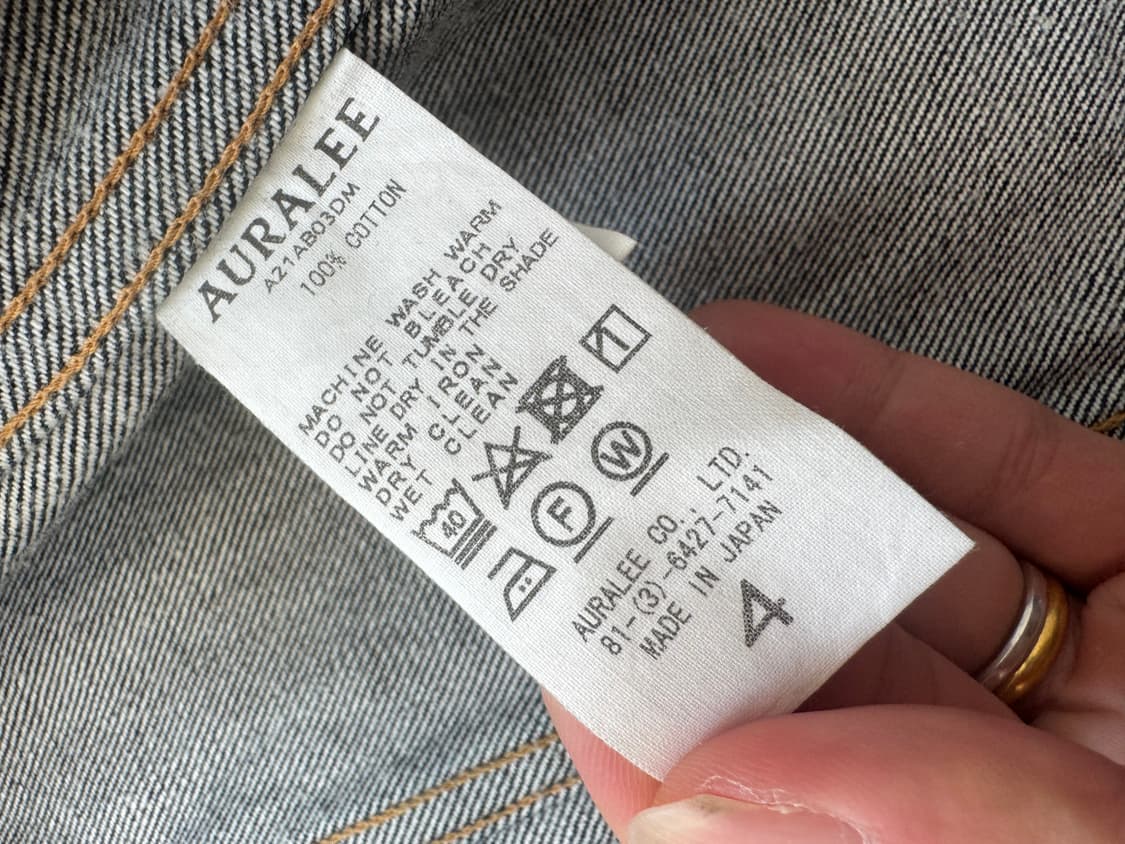 AURALEE
A21AB03DM
100% COTTON
MACHINE WASH WARM
DO NOT BLEACH
DO NOT TUMBLE DRY
LINE DRY IN THE SHADE
WARM IRON
DRY CLEAN
WET CLEAN
40
F
W
AURALEE CO., LTD.
81-(3)-6427-7141
MADE IN JAPAN
4